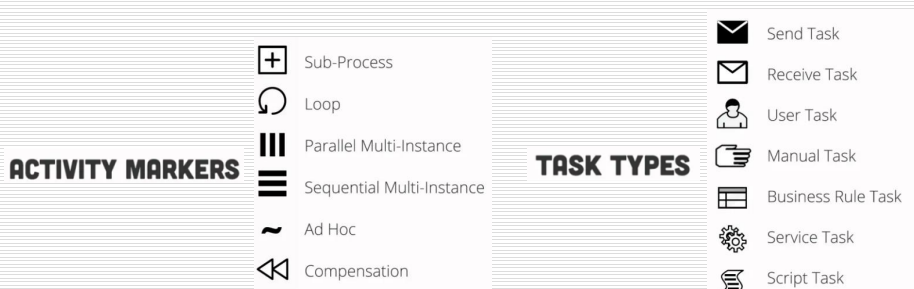 ACTIVITY MARKERS
Sub-Process
Loop
Parallel Multi-Instance
Sequential Multi-Instance
Ad Hoc
Compensation
TASK TYPES
Send Task
Receive Task
User Task
Manual Task
Business Rule Task
Service Task
Script Task